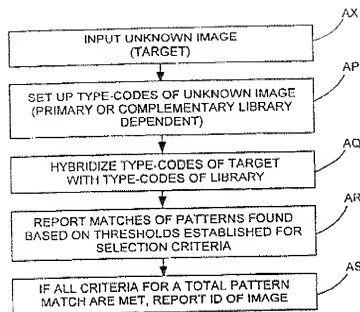 AX
INPUT UNKNOWN IMAGE
(TARGET)
AP
SET UP TYPE-CODES OF UNKNOWN IMAGE
(PRIMARY OR COMPLEMENTARY LIBRARY
DEPENDENT)
AQ
HYBRIDIZE TYPE-CODES OF TARGET
WITH TYPE-CODES OF LIBRARY
AR
REPORT MATCHES OF PATTERNS FOUND
BASED ON THRESHOLDS ESTABLISHED FOR
SELECTION CRITERIA
AS
IF ALL CRITERIA FOR A TOTAL PATTERN
MATCH ARE MET, REPORT ID OF IMAGE